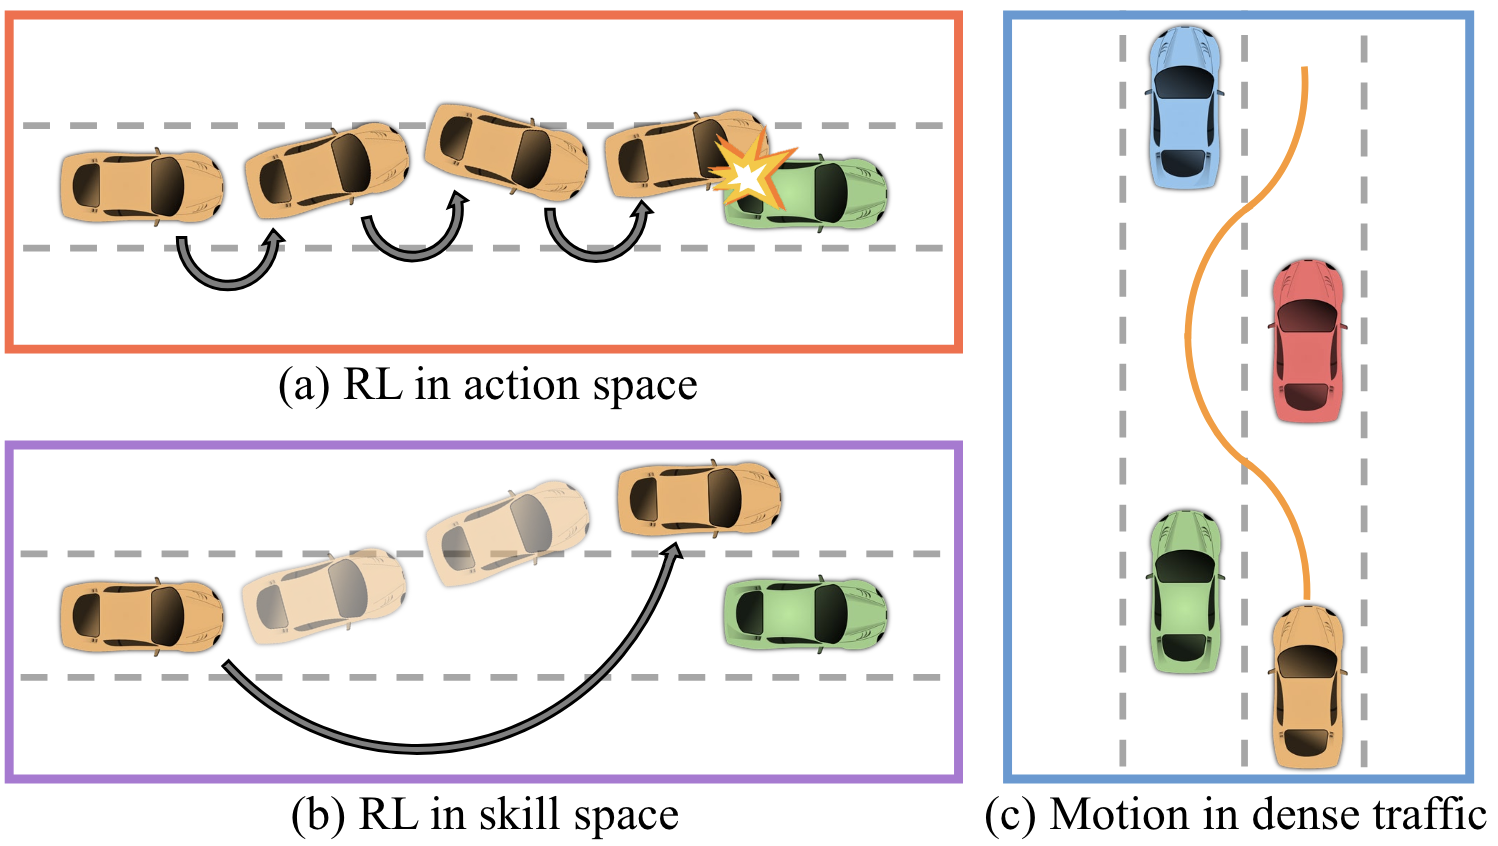 (a) RL in action space
(b) RL in skill space
(c) Motion in dense traffic